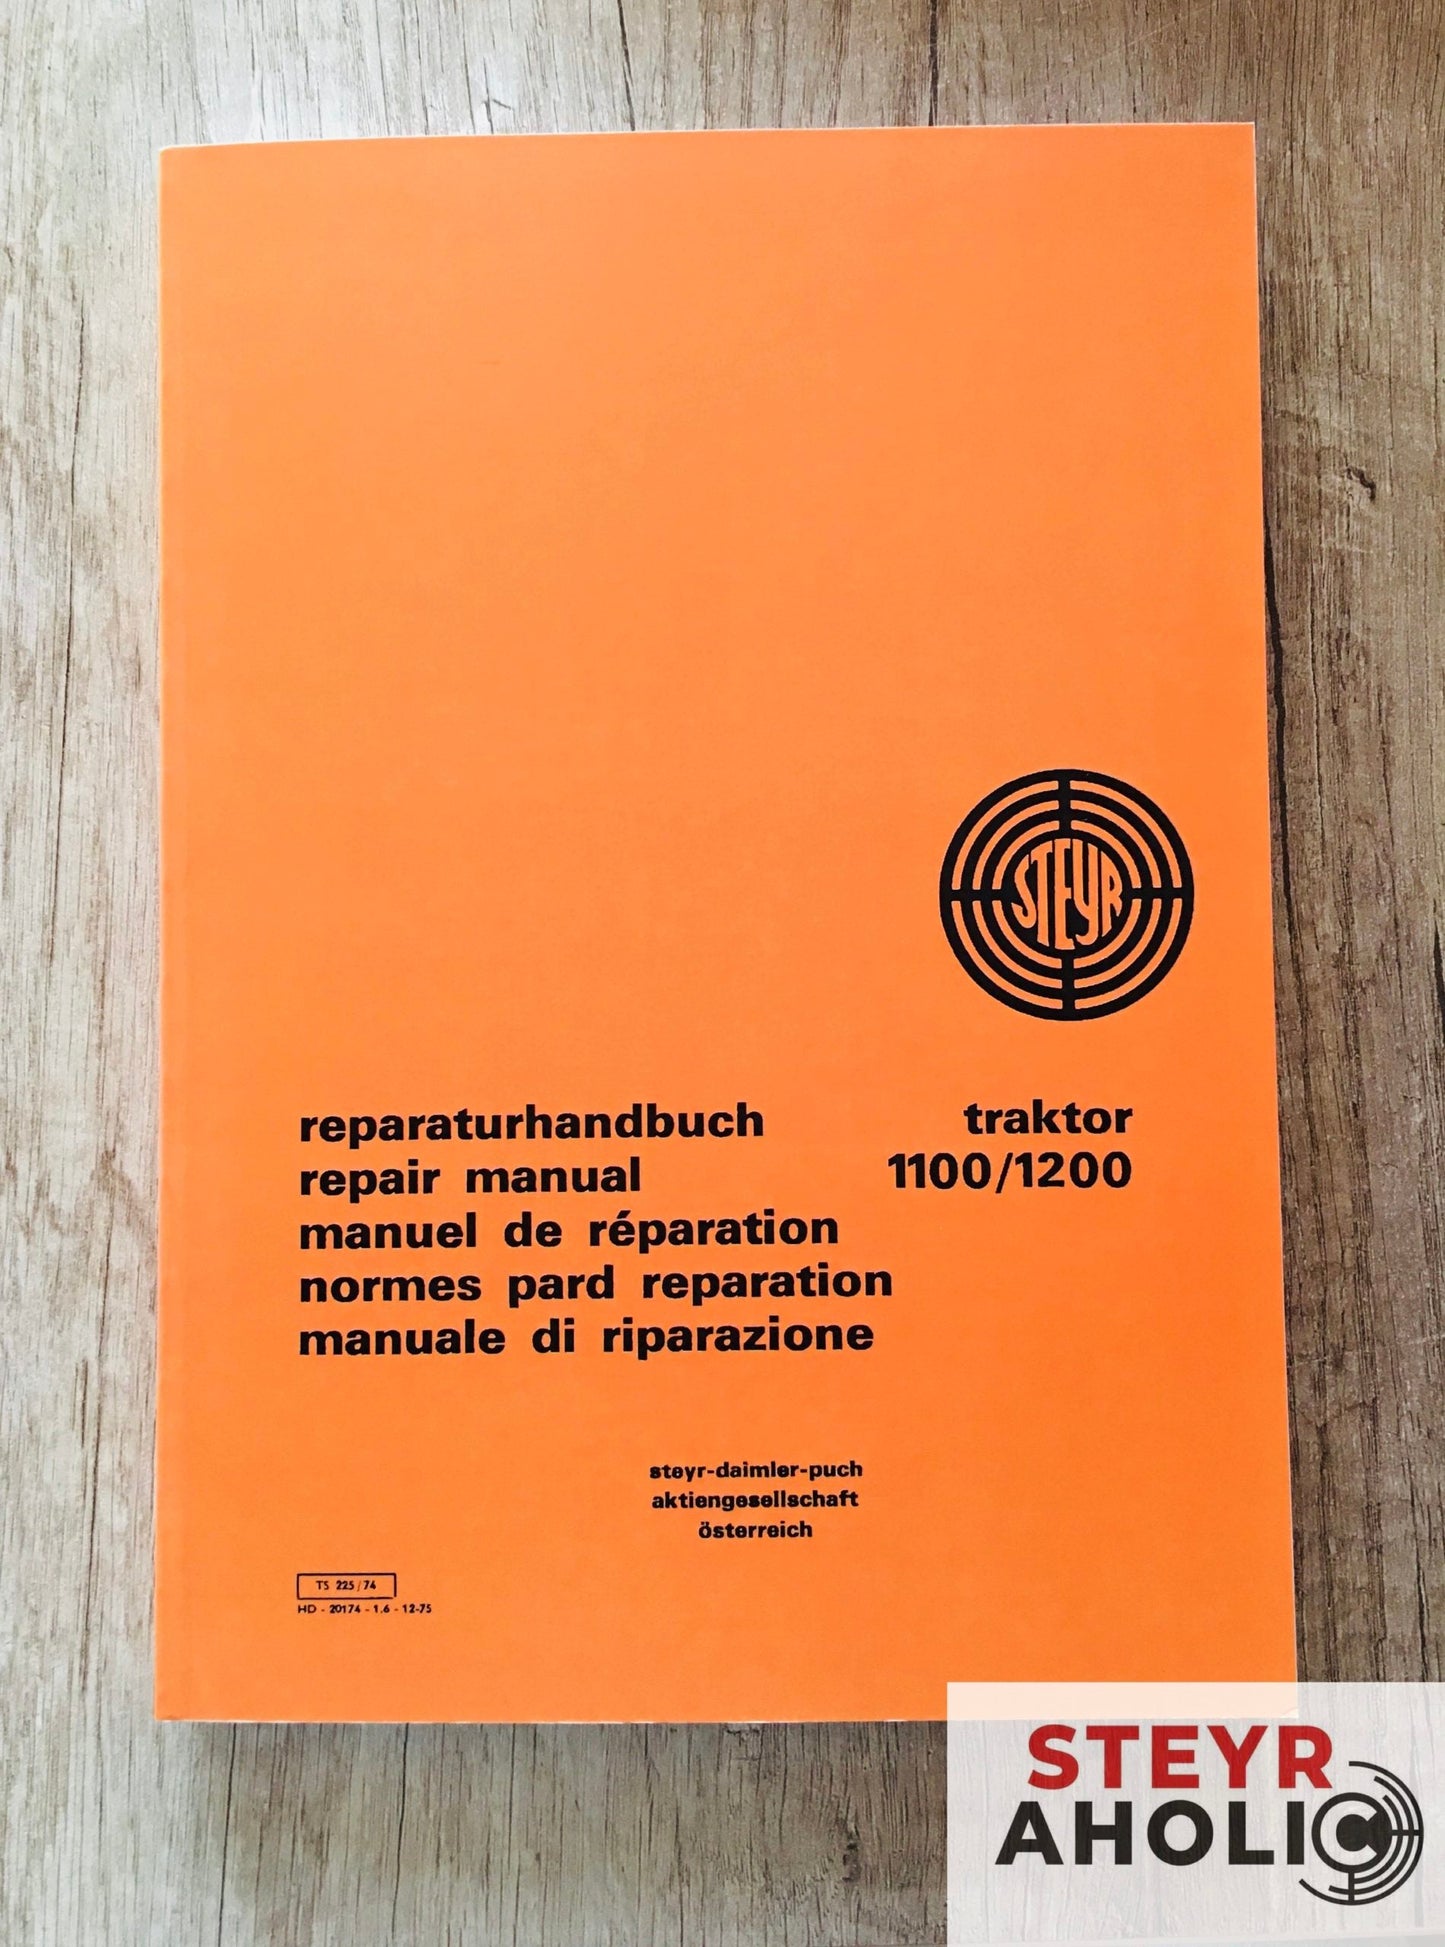 STEYR
reparaturhandbuch
repair manual
manuel de réparation
normes pard reparation
manuale di riparazione
traktor
1100/1200
steyr-daimler-puch
aktiengesellschaft
österreich
TS 225/74
HD - 20174 - 1.6 - 12-75
STEYR
AHOLIC